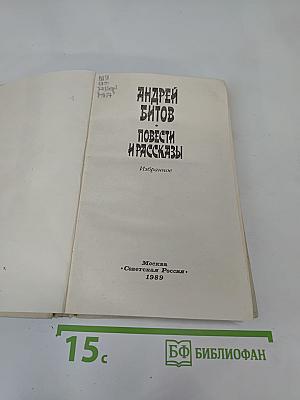 АНДРЕЙ
БИТОВ
ПОВЕСТИ
И РАССКАЗЫ
Избранное
Москва
«Советская Россия»
1989
15с
БФ БИБЛИОФАН